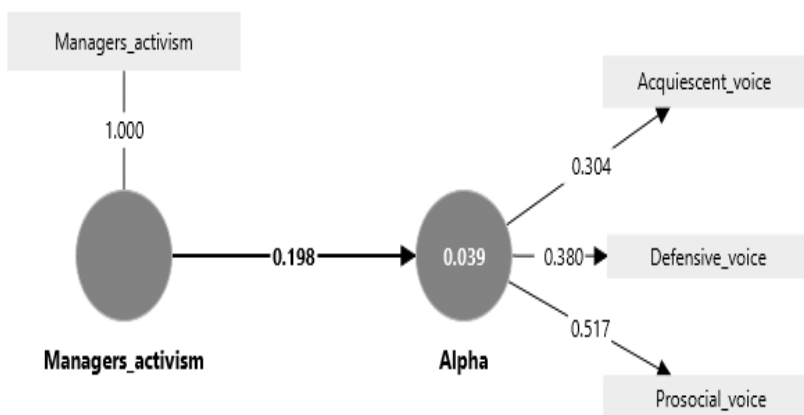 Managers_activism
Acquiescent_voice
1.000
0.304
0.198
0.039
0.380
Defensive_voice
0.517
Managers_activism
Alpha
Prosocial_voice